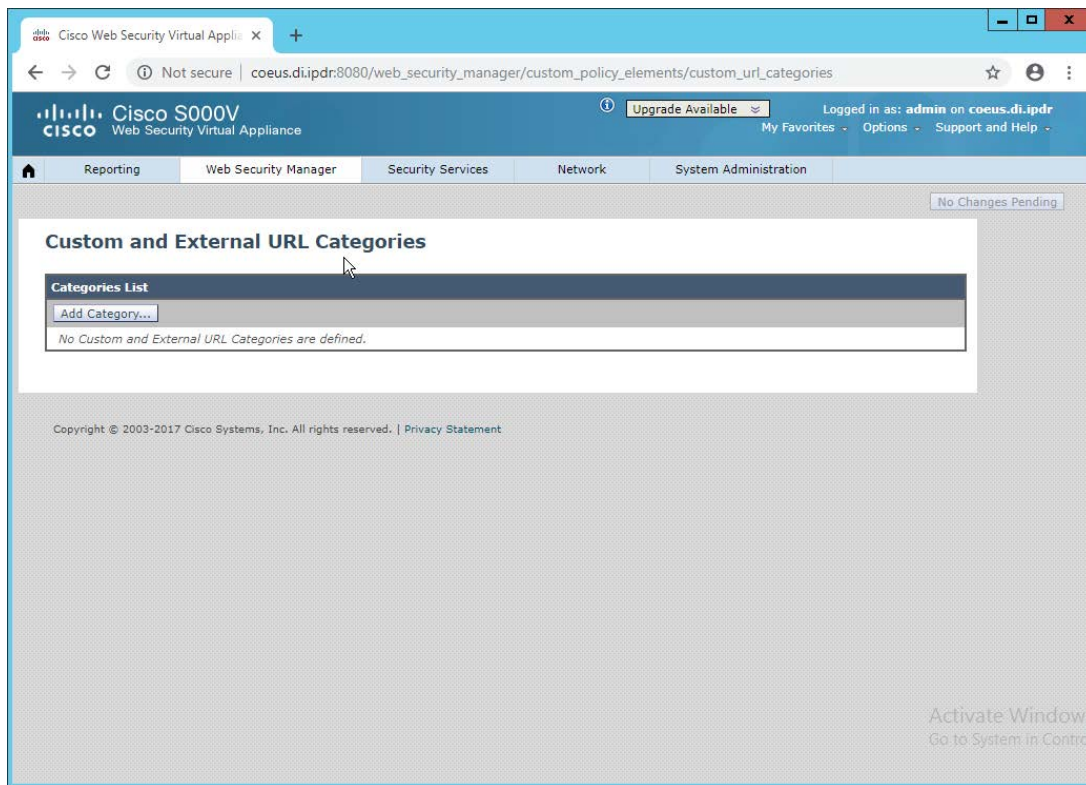 Cisco Web Security Virtual Applia
Not secure | coeus.di.ipdr:8080/web_security_manager/custom_policy_elements/custom_url_categories
CISCO
Cisco S000V
Web Security Virtual Appliance
Upgrade Available
Logged in as: admin on coeus.di.ipdr
My Favorites Options Support and Help
Reporting Web Security Manager Security Services Network System Administration
No Changes Pending
Custom and External URL Categories
Categories List
Add Category...
No Custom and External URL Categories are defined.
Copyright © 2003-2017 Cisco Systems, Inc. All rights reserved. | Privacy Statement
Activate Window
Go to System in Contro